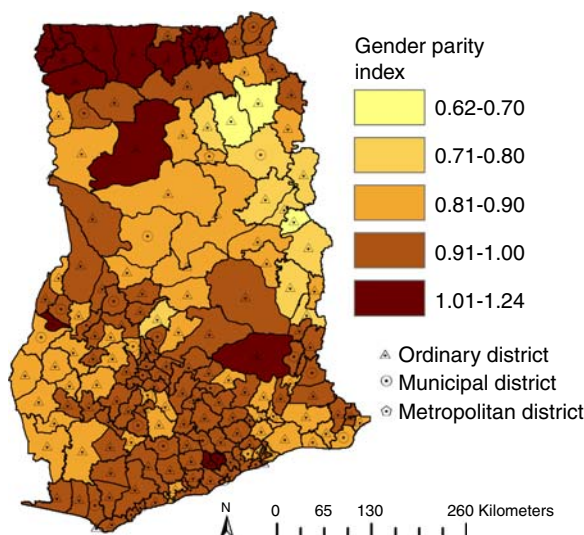 Gender parity
index
0.62-0.70
0.71-0.80
0.81-0.90
0.91-1.00
1.01-1.24
Ordinary district
Municipal district
Metropolitan district
N
0 65 130 260 Kilometers